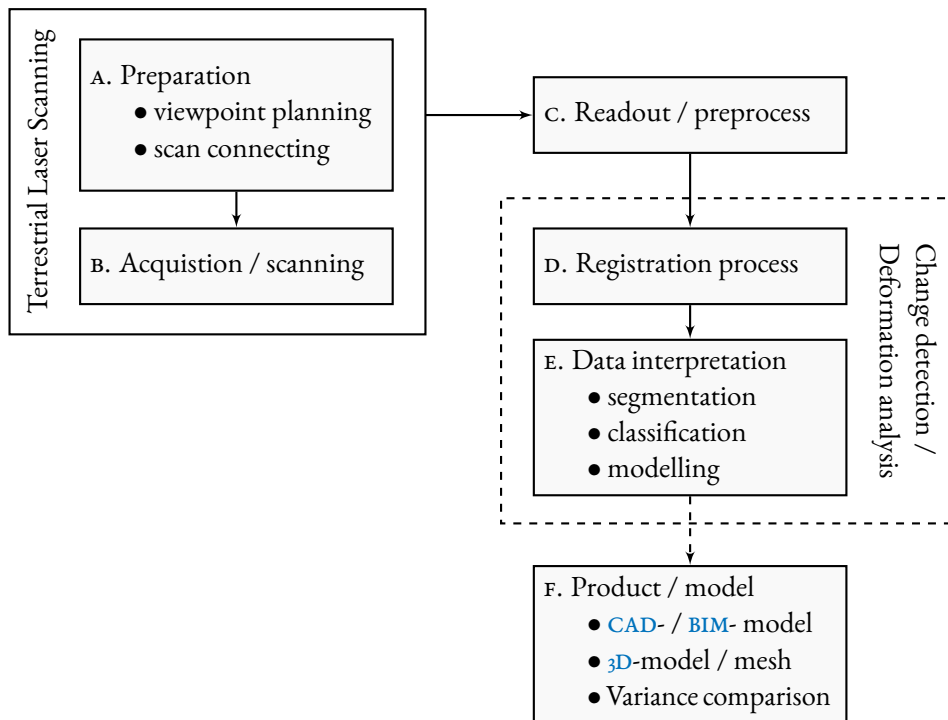 Terrestrial Laser Scanning
A. Preparation
● viewpoint planning
● scan connecting
B. Acquistion / scanning
C. Readout / preprocess
D. Registration process
E. Data interpretation
● segmentation
● classification
● modelling
Change detection /
Deformation analysis
F. Product / model
● CAD- / BIM- model
● 3D-model / mesh
● Variance comparison